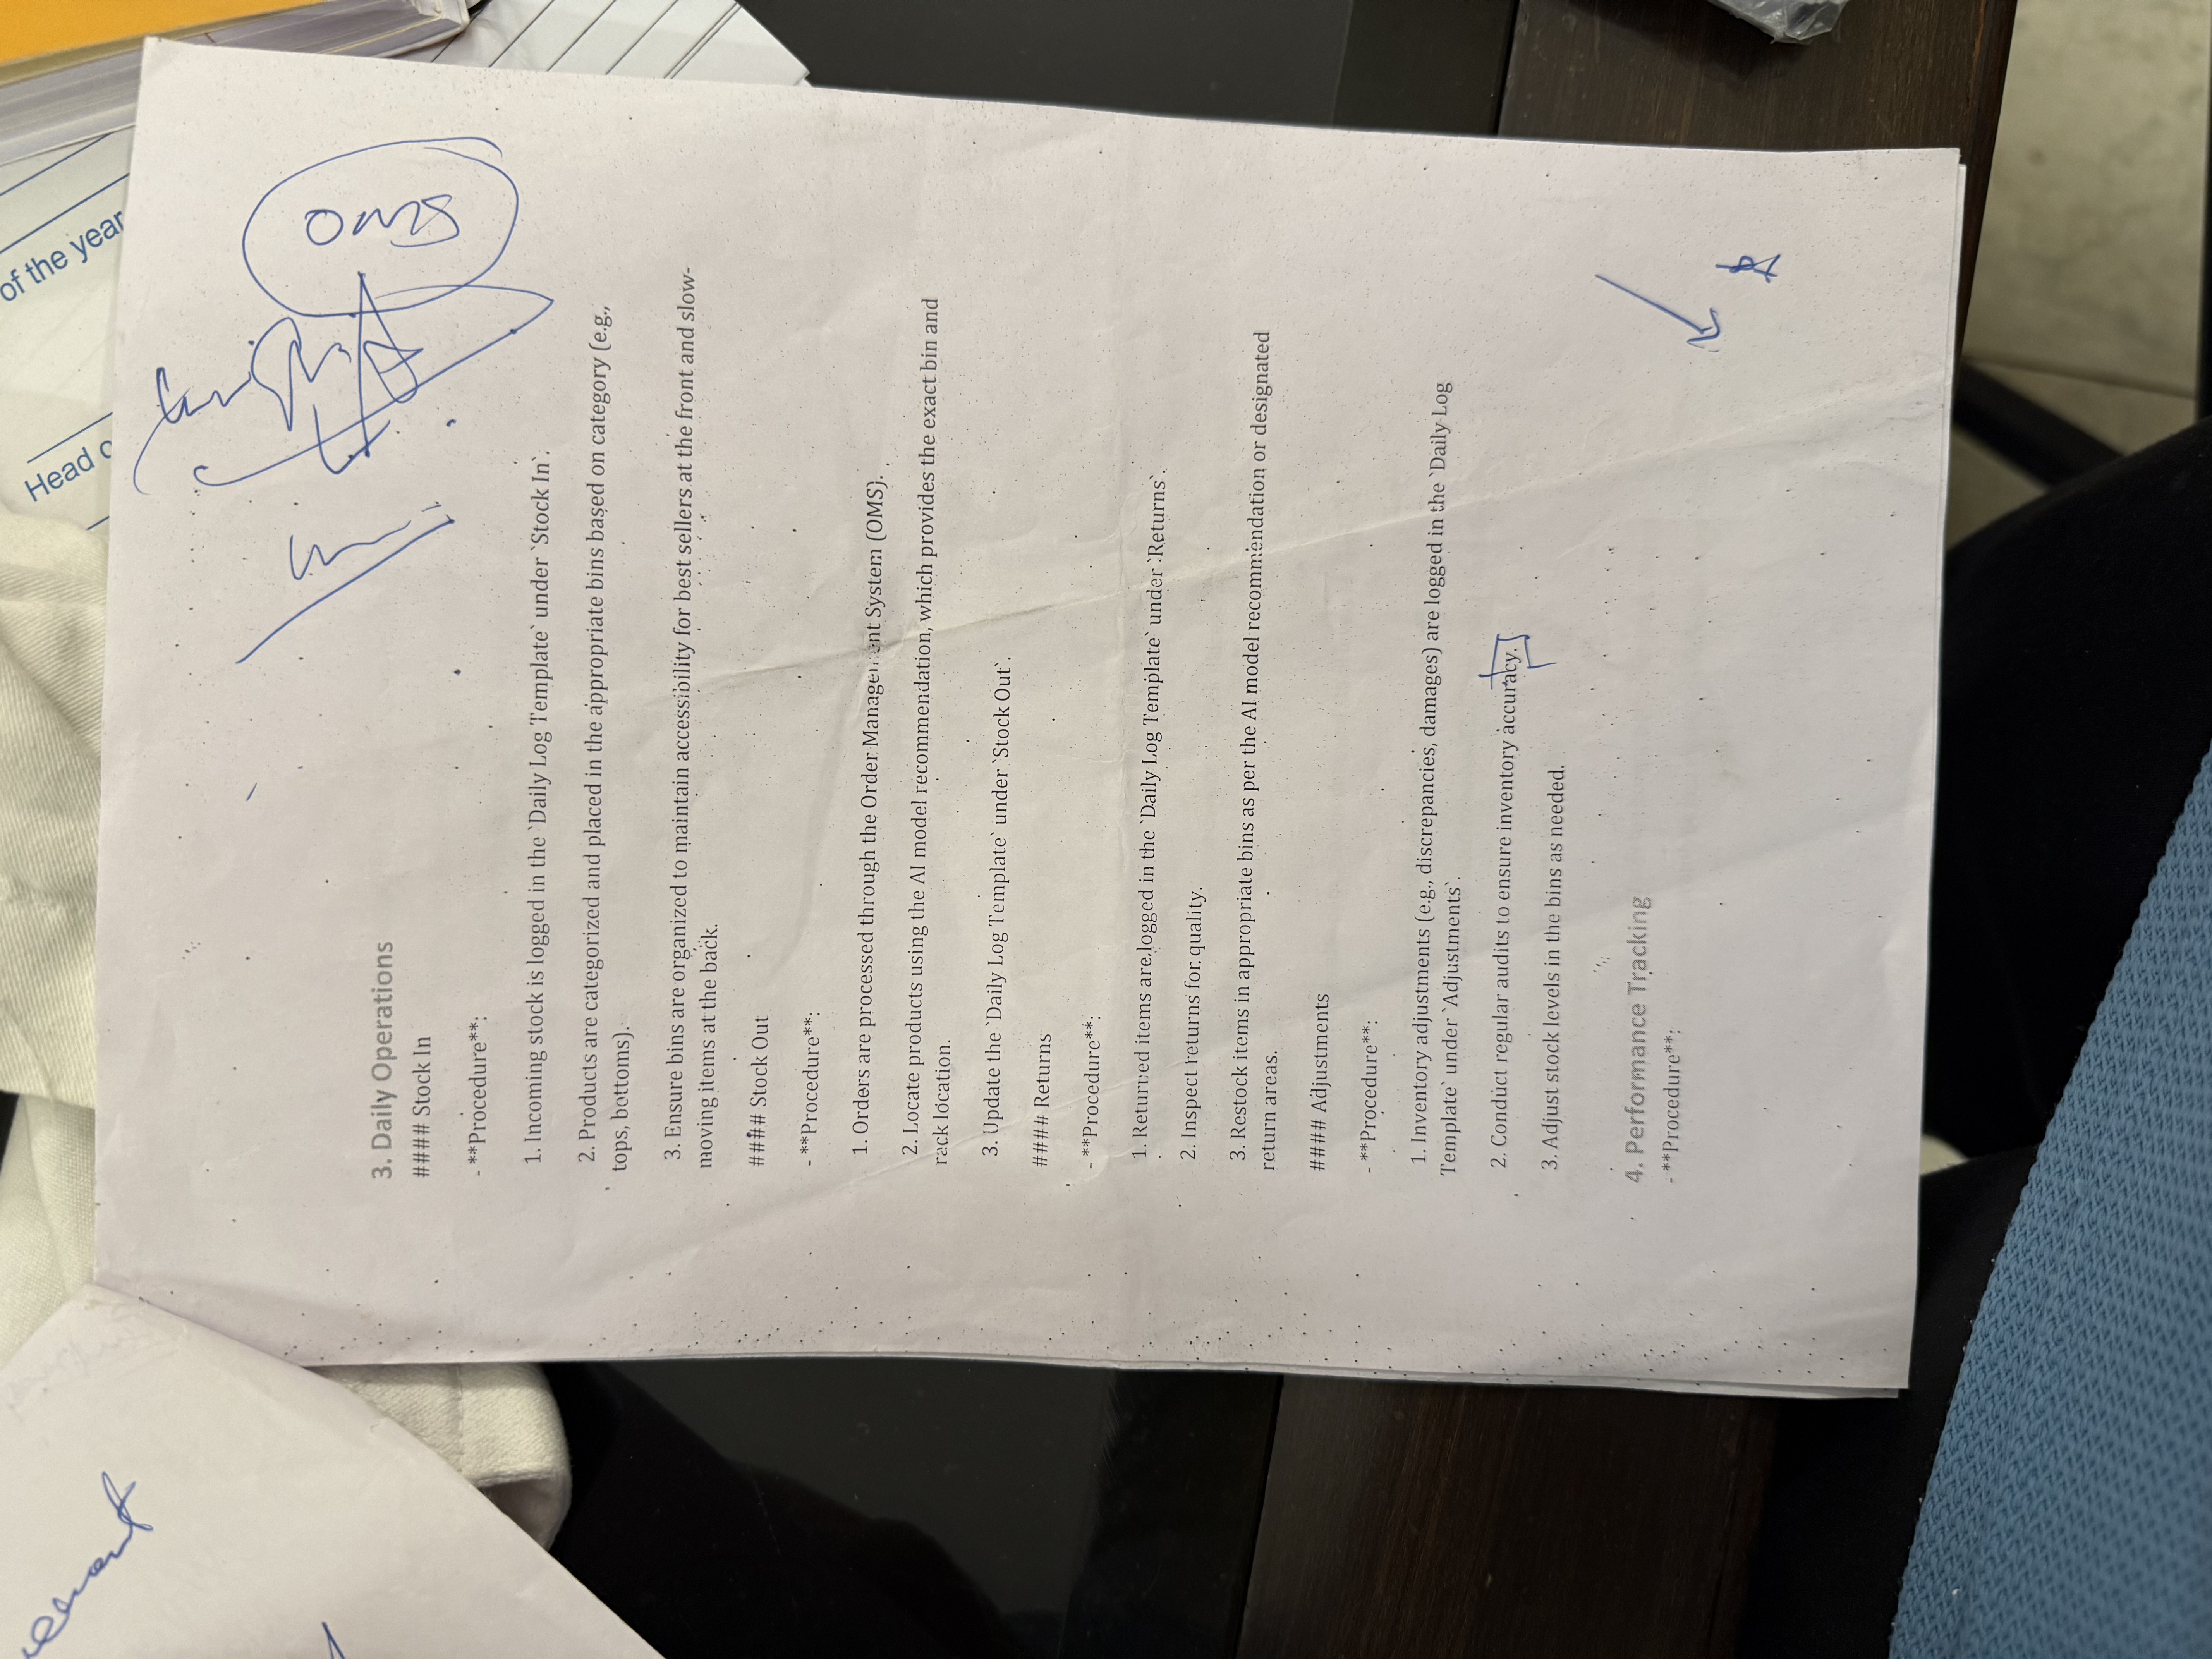 Head
of the year
OMS
3. Daily Operations
#### Stock In
- **Procedure**:
1. Incoming stock is logged in the `Daily Log Template` under `Stock In`.
2. Products are categorized and placed in the appropriate bins based on category (e.g.,
tops, bottoms).
3. Ensure bins are organized to maintain accessibility for best sellers at the front and slow-
moving items at the back.
#### Stock Out
- **Procedure**:
1. Orders are processed through the Order Management System (OMS).
2. Locate products using the AI model recommendation, which provides the exact bin and
rack location.
3. Update the `Daily Log Template` under `Stock Out`.
#### Returns
- **Procedure**:
1. Returned items are logged in the `Daily Log Template` under `Returns`.
2. Inspect returns for quality.
3. Restock items in appropriate bins as per the AI model recommendation or designated
return areas.
#### Adjustments
- **Procedure**:
1. Inventory adjustments (e.g., discrepancies, damages) are logged in the `Daily Log
Template` under `Adjustments`.
2. Conduct regular audits to ensure inventory accuracy.
3. Adjust stock levels in the bins as needed.
4. Performance Tracking
- **Procedure**: